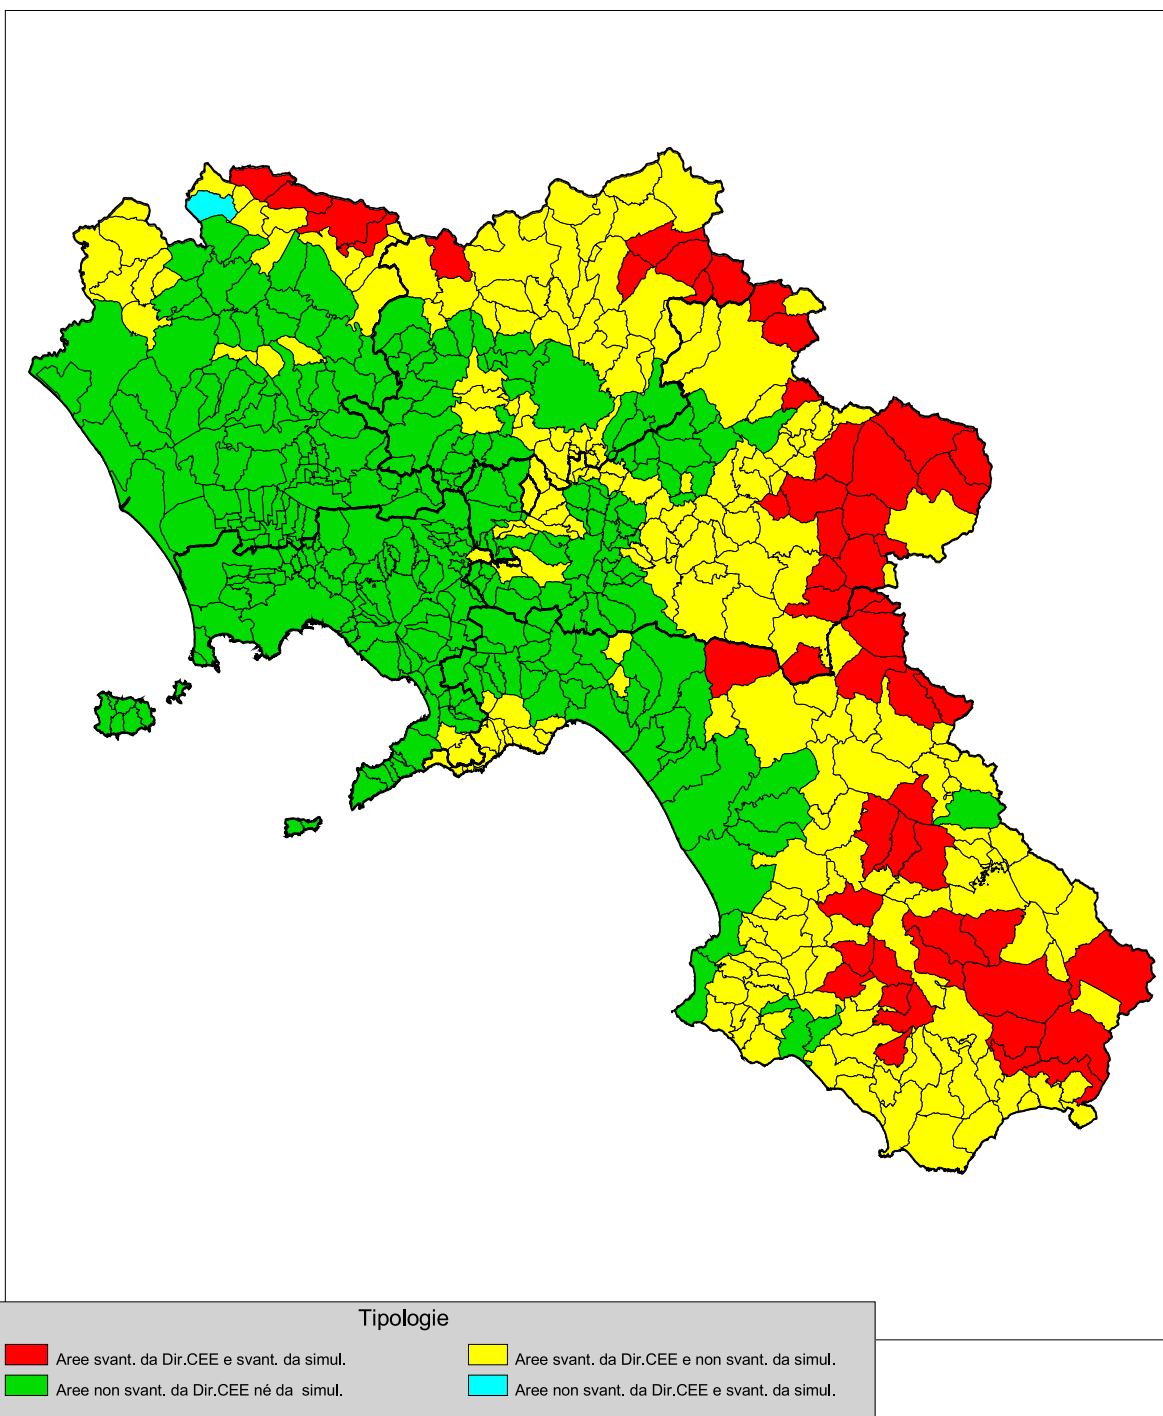 Tipologie
Aree svant. da Dir.CEE e svant. da simul.
Aree svant. da Dir.CEE e non svant. da simul.
Aree non svant. da Dir.CEE né da simul.
Aree non svant. da Dir.CEE e svant. da simul.